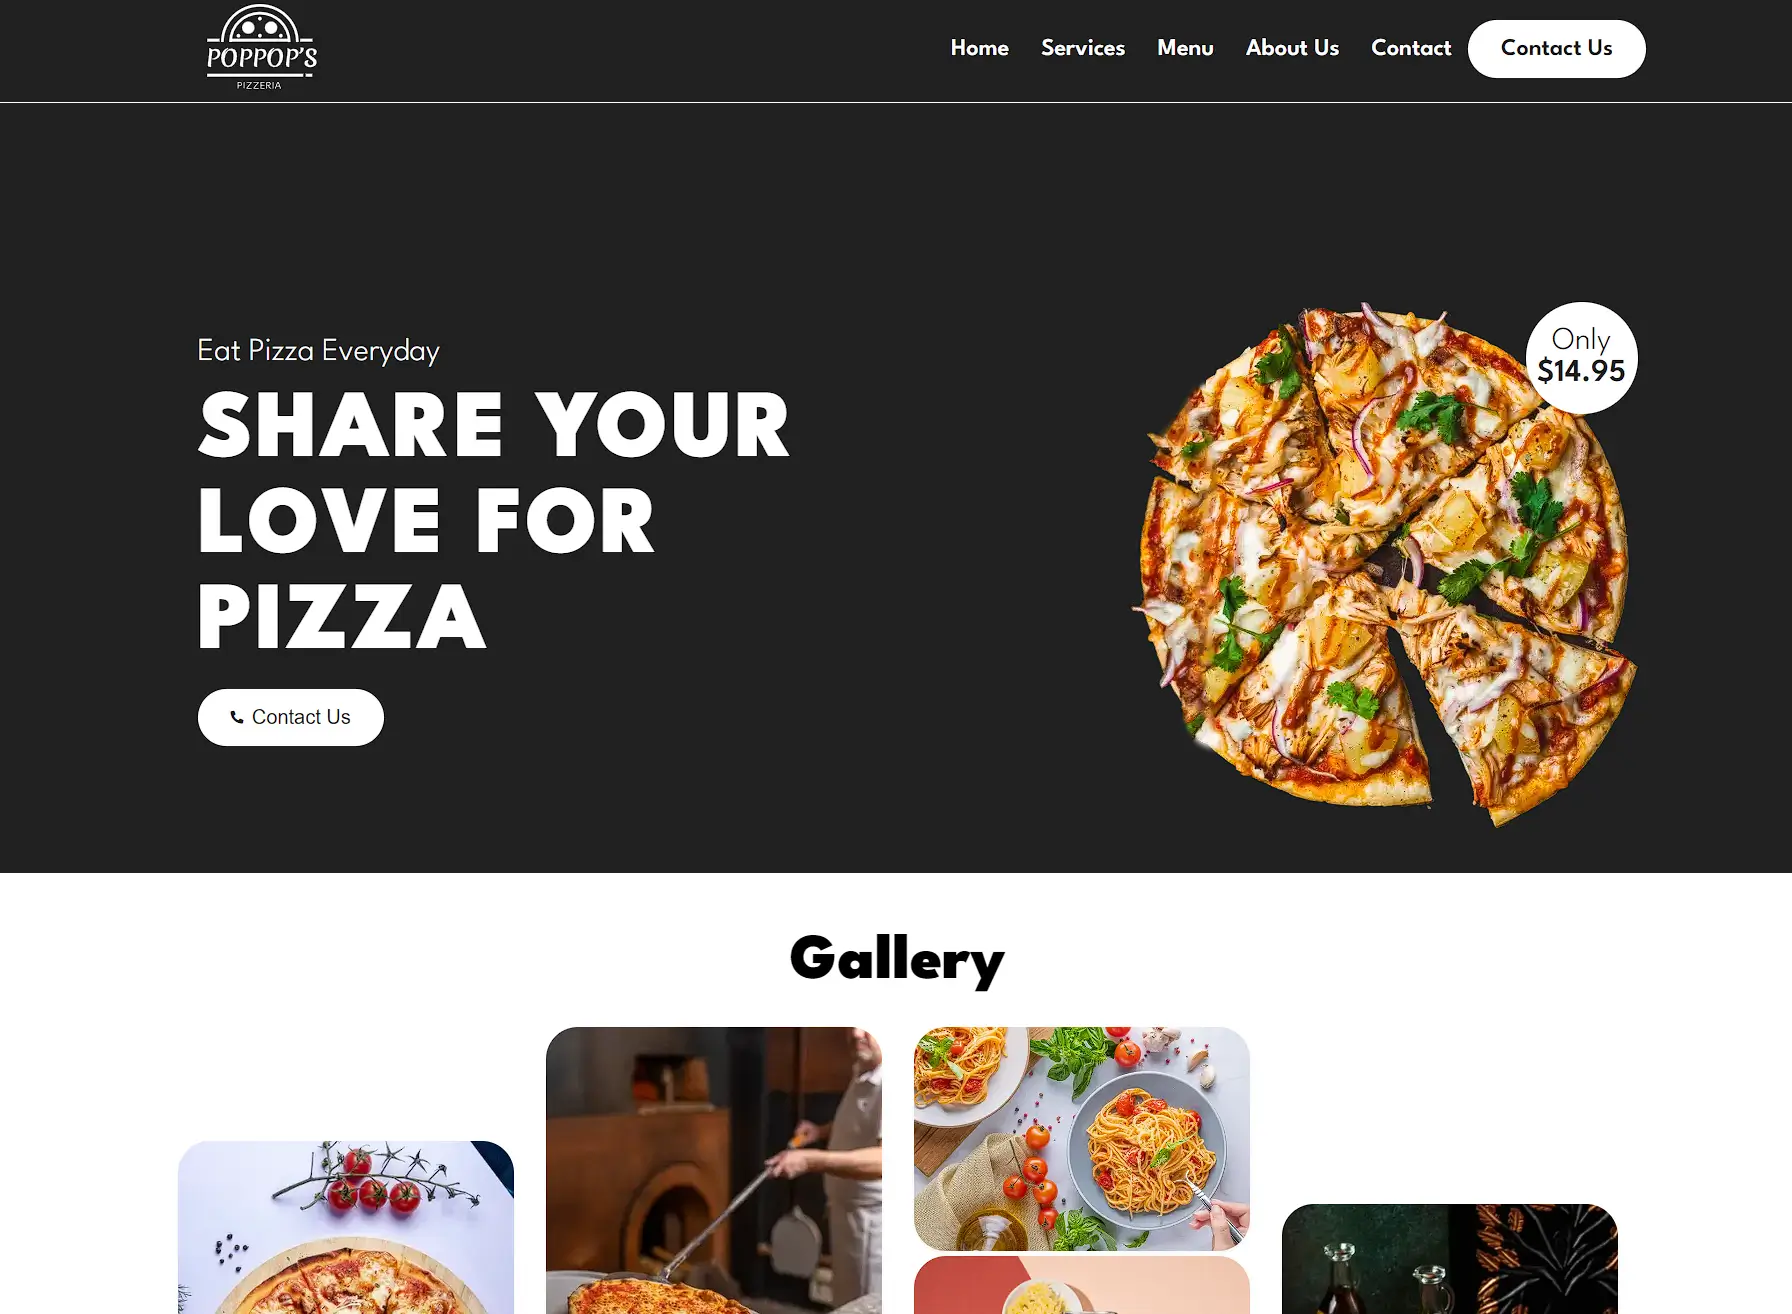 POPPOP'S
PIZZERIA
Home
Services
Menu
About Us
Contact
Contact Us
Eat Pizza Everyday
SHARE YOUR
LOVE FOR
PIZZA
Contact Us
Only
$14.95
Gallery